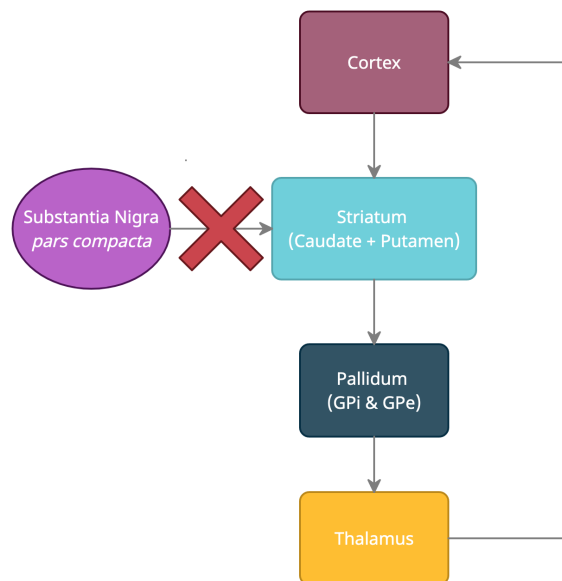 Cortex
Substantia Nigra
pars compacta
Striatum
(Caudate + Putamen)
Pallidum
(GPi & GPe)
Thalamus